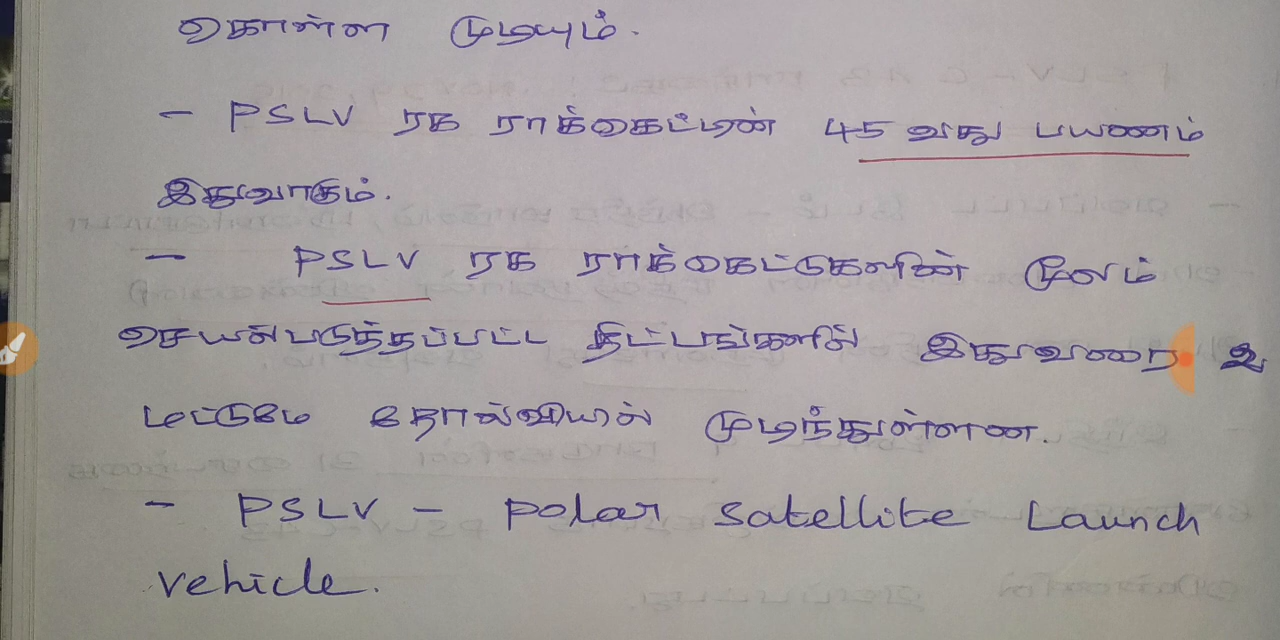 கொள்ள முடியும்.
- PSLV ரக ராக்கெட்டின் 45 வது பயணம்
இதுவாகும்.
- PSLV ரக ராக்கெட்டுகளின் மூலம்
செயல்படுத்தப்பட்ட திட்டங்களில் இதுவரை 2
மட்டுமே தோல்வியில் முடிந்துள்ளன.
- PSLV - Polar Satellite Launch
vehicle.